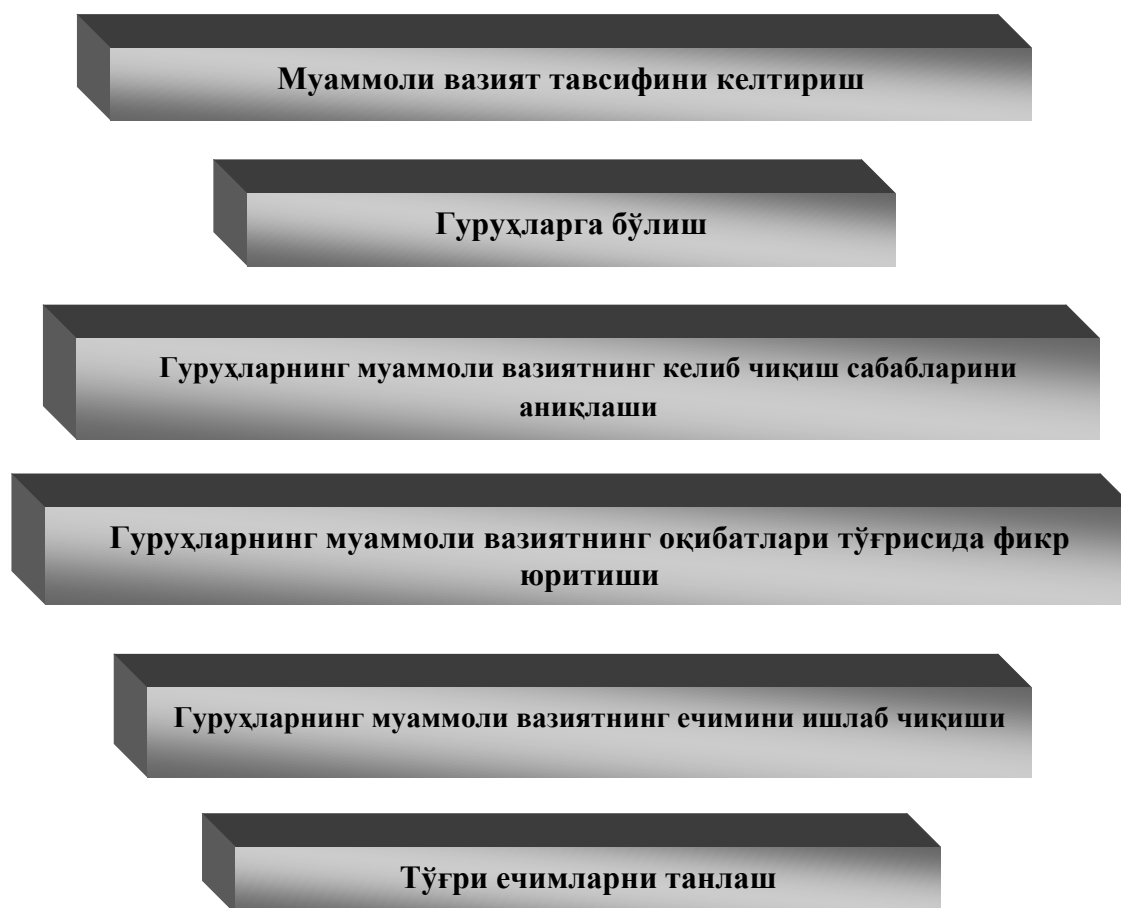 Муаммоли вазият тавсифини келтириш
Гуруҳларга бўлиш
Гуруҳларнинг муаммоли вазиятнинг келиб чиқиш сабабларини
аниқлаши
Гуруҳларнинг муаммоли вазиятнинг оқибатлари тўғрисида фикр
юритиши
Гуруҳларнинг муаммоли вазиятнинг ечимини ишлаб чиқиши
Тўғри ечимларни танлаш